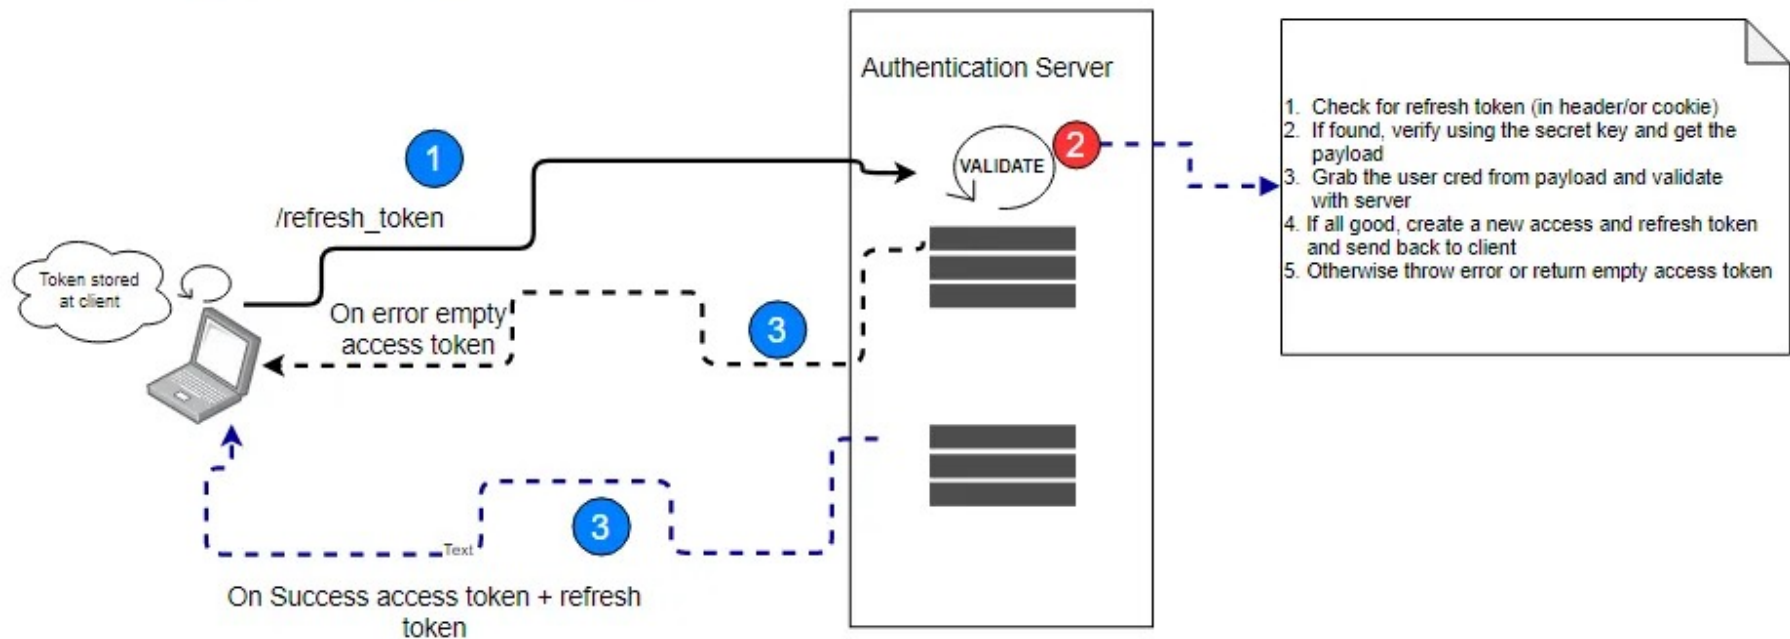 Authentication Server
1
2
VALIDATE
/refresh_token
Token stored
at client
On error empty
access token
3
Text
3
On Success access token + refresh
token
1. Check for refresh token (in header/or cookie)
2. If found, verify using the secret key and get the
payload
3. Grab the user cred from payload and validate
with server
4. If all good, create a new access and refresh token
and send back to client
5. Otherwise throw error or return empty access token